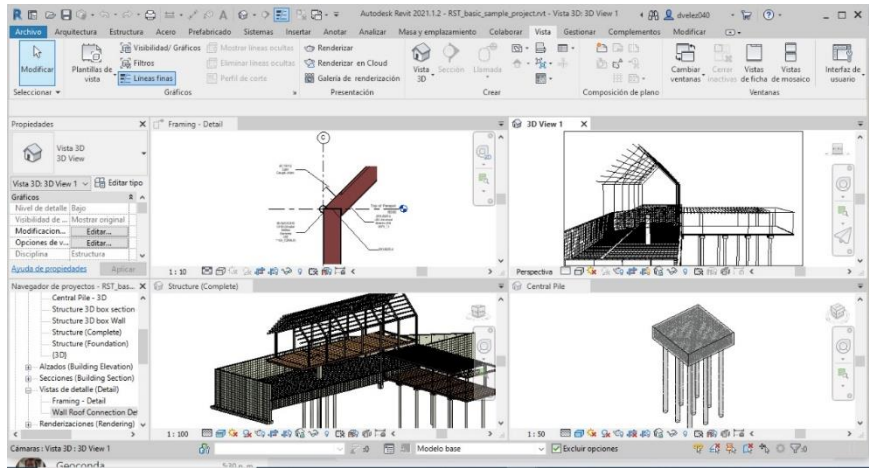 Autodesk Revit 2021.1.2 - RST_basic_sample_project.rvt - Vista 3D: 3D View 1
dvelez040
Archivo Arquitectura Estructura Acero Prefabricado Sistemas Insertar Anotar Analizar Masa y emplazamiento Colaborar Vista Gestionar Complementos Modificar
Modificar
Plantillas de vista
Visibilidad/ Gráficos
Filtros
Líneas finas
Mostrar líneas ocultas
Eliminar líneas ocultas
Perfil de corte
Renderizar
Renderizar en Cloud
Galería de renderización
Vista 3D
Sección
Llamada
Cambiar ventanas
Cerrar inactivas
Vistas de ficha
Vistas de mosaico
Interfaz de usuario
Seleccionar
Gráficos
Presentación
Crear
Composición de plano
Ventanas
Propiedades
Vista 3D
3D View
Vista 3D: 3D View 1
Editar tipo
Gráficos
Nivel de detalle Bajo
Visibilidad de ... Mostrar original
Modificacion... Editar...
Opciones de v... Editar...
Disciplina Estructura
Ayuda de propiedades
Aplicar
Navegador de proyectos - RST_bas...
Central Pile - 3D
Structure 3D box section
Structure 3D box Wall
Structure (Complete)
Structure (Foundation)
{3D}
Alzados (Building Elevation)
Secciones (Building Section)
Vistas de detalle (Detail)
Framing - Detail
Wall Roof Connection Det
Renderizaciones (Rendering)
Framing - Detail
C
1 : 10
3D View 1
Perspectiva
Structure (Complete)
1 : 100
Central Pile
1 : 50
Cámaras : Vista 3D : 3D View 1
:0
Modelo base
Excluir opciones
:0
Geoconda
5:30 p. m.